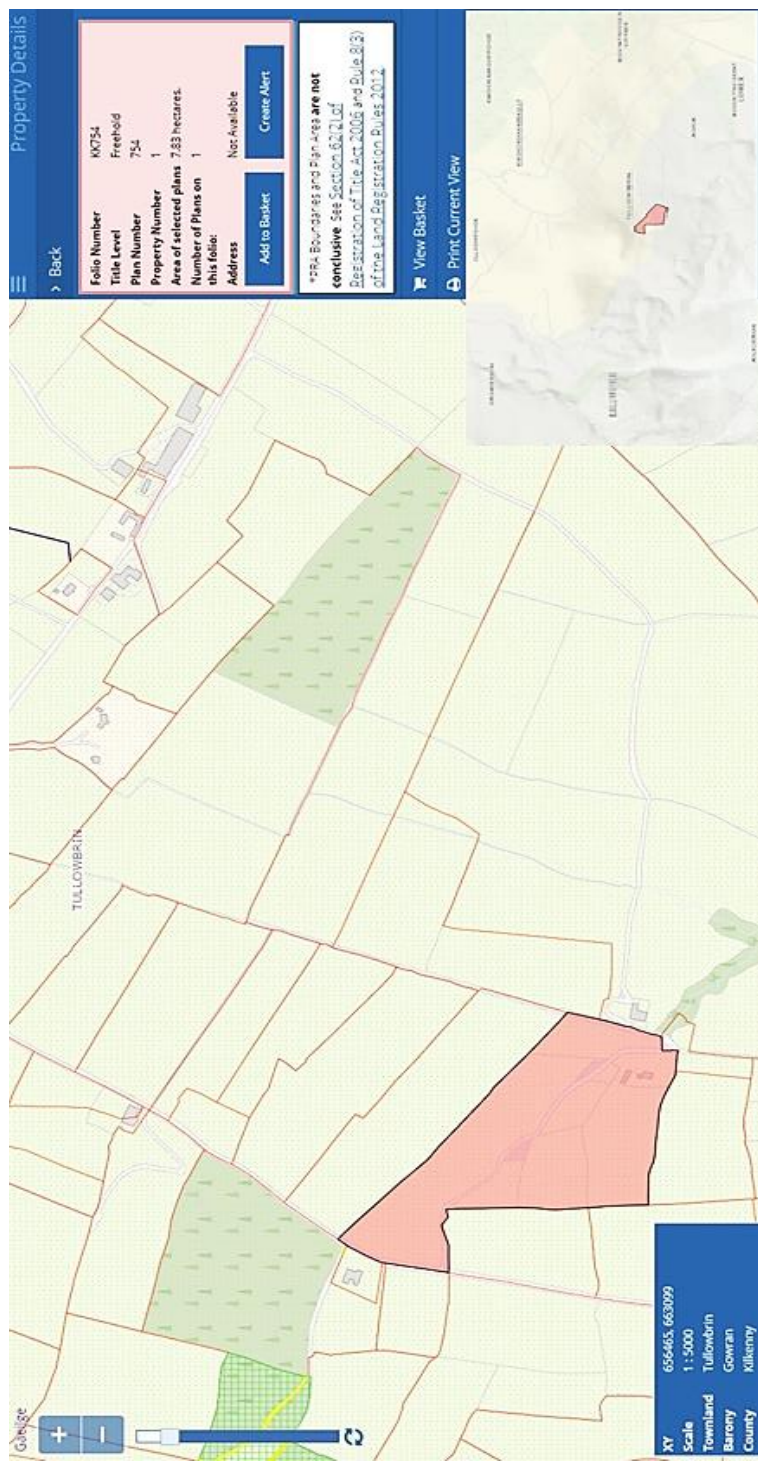 Gaeilge
Property Details
Back
Folio Number KK754
Title Level Freehold
Plan Number 754
Property Number 1
Area of selected plans 7.83 hectares.
Number of Plans on 1
this folio:
Address Not Available
Add to Basket Create Alert
*PRA Boundaries and Plan Area are not
conclusive. See Section 62(2) of
Registration of Title Act 2006 and Rule 8(3)
of the Land Registration Rules 2012
View Basket
Print Current View
TULLOWBRIN
+
−
XY 656465, 663099
Scale 1 : 5000
Townland Tullowbrin
Barony Gowran
County Kilkenny
TULLOWBRIN